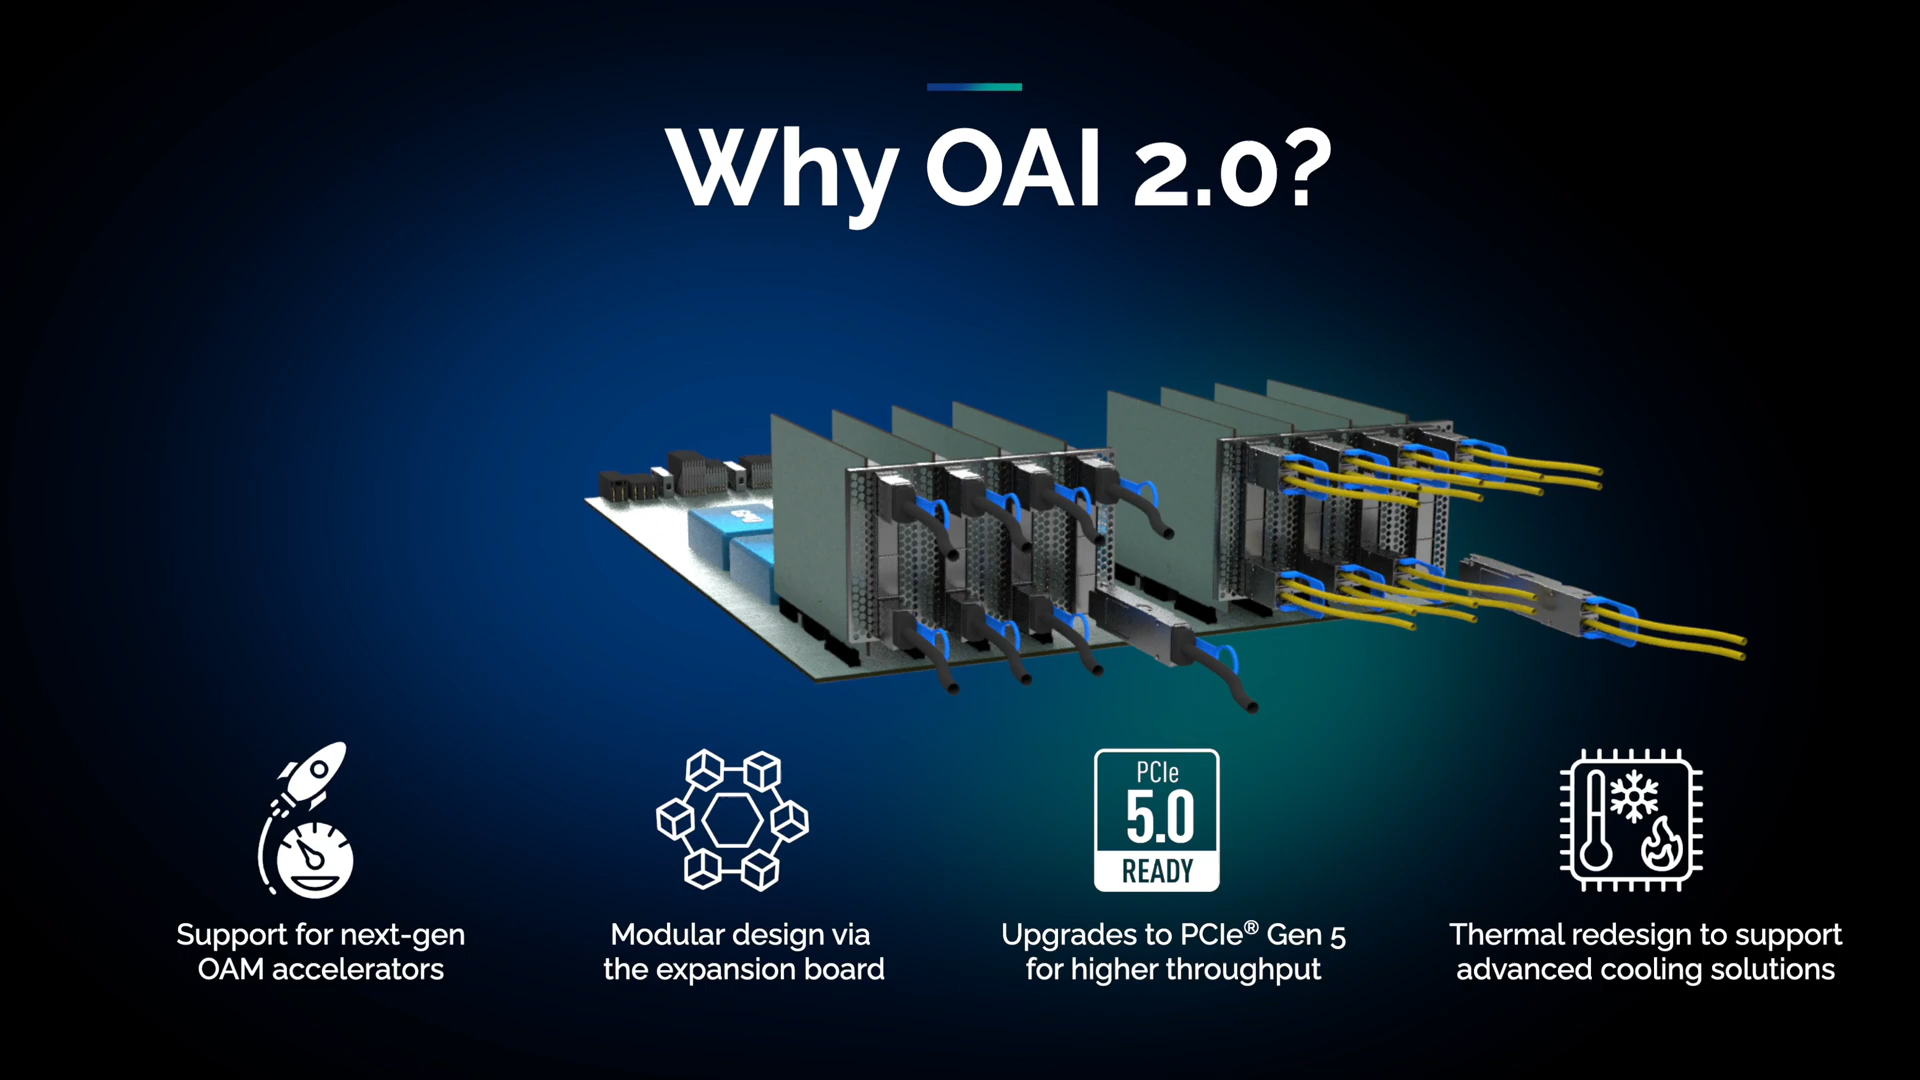 Why OAI 2.0?
PCIe
5.0
READY
Support for next-gen
OAM accelerators
Modular design via
the expansion board
Upgrades to PCIe® Gen 5
for higher throughput
Thermal redesign to support
advanced cooling solutions